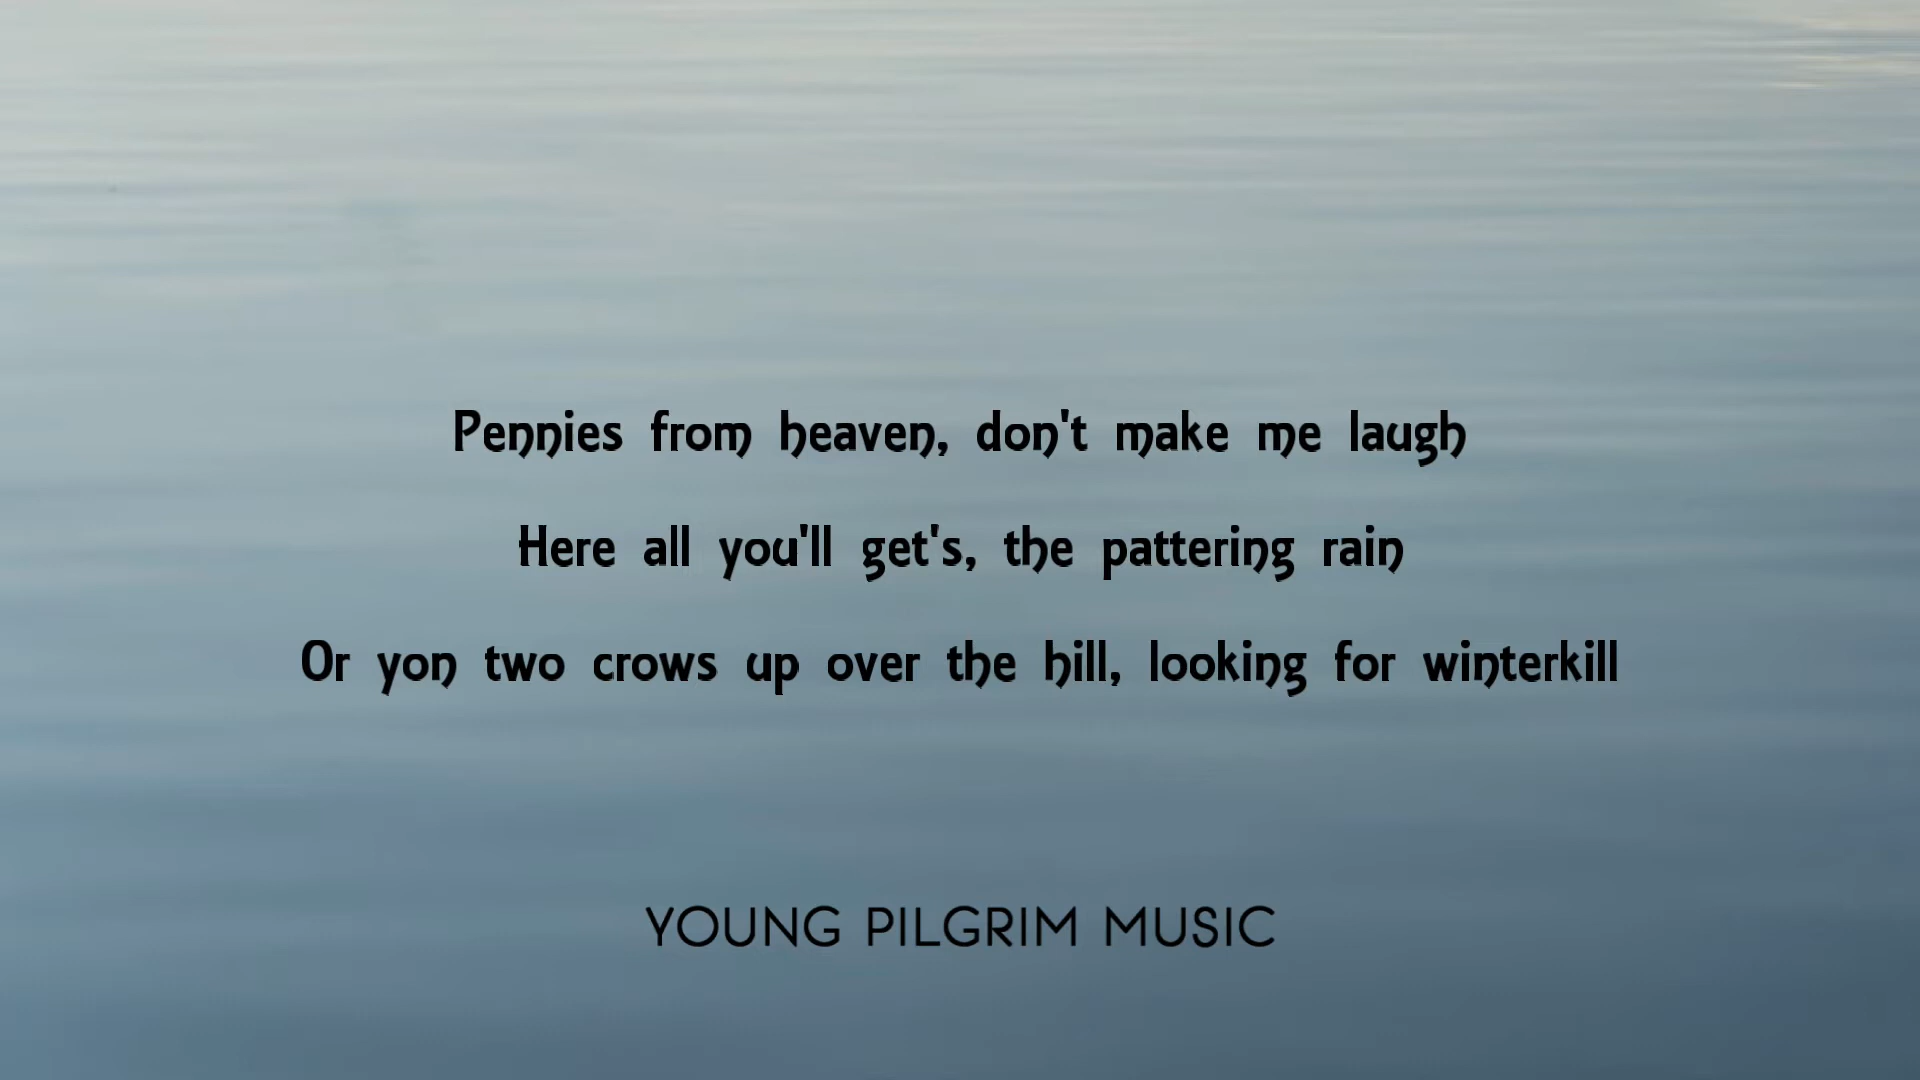 Pennies from heaven, don't make me laugh
Here all you'll get's, the pattering rain
Or yon two crows up over the hill, looking for winterkill
YOUNG PILGRIM MUSIC